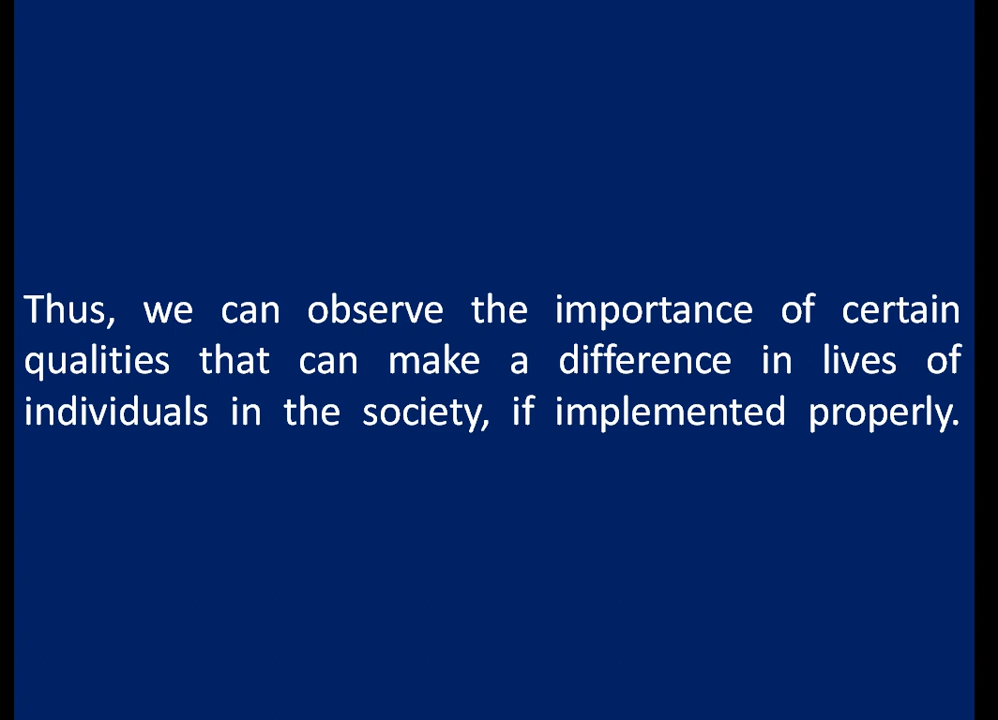 Thus, we can observe the importance of certain
qualities that can make a difference in lives of
individuals in the society, if implemented properly.